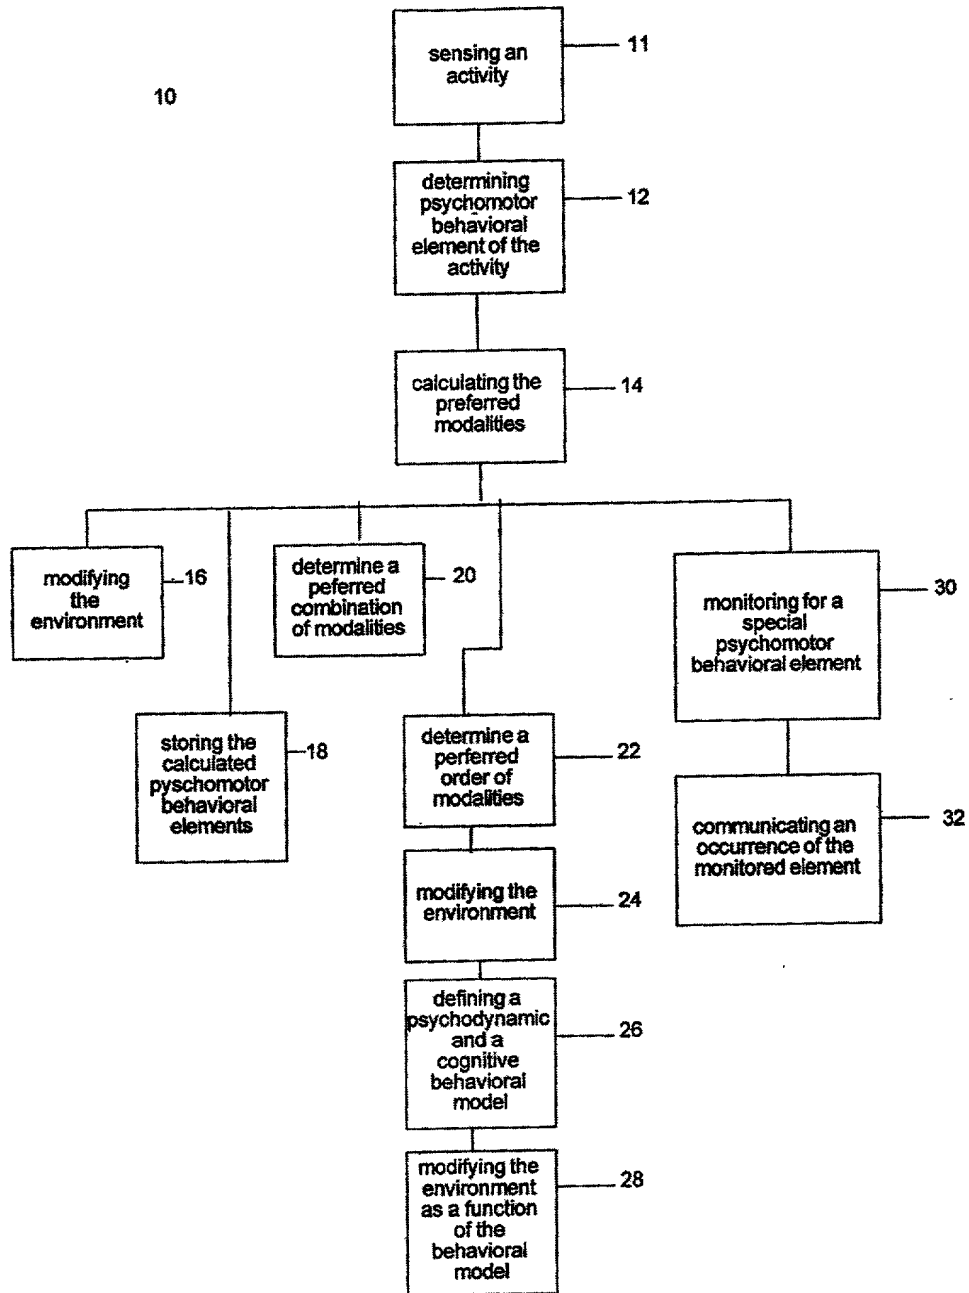 10
sensing an
activity
11
determining
psychomotor
behavioral
element of the
activity
12
calculating the
preferred
modalities
14
modifying
the
environment
16
storing the
calculated
pyschomotor
behavioral
elements
18
determine a
peferred
combination
of modalities
20
determine a
perferred
order of
modalities
22
modifying the
environment
24
defining a
psychodynamic
and a
cognitive
behavioral
model
26
modifying the
environment
as a function
of the
behavioral
model
28
monitoring for a
special
psychomotor
behavioral element
30
communicating an
occurrence of the
monitored element
32